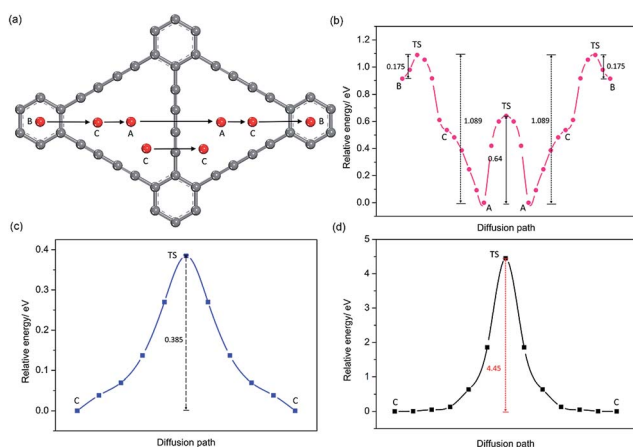 (a)
B
C
A
A
C
B
C
C
(b)
Relative energy/ eV
1.2
1.0
0.8
0.6
0.4
0.2
0.0
TS
0.175
B
C
1.089
A
TS
0.64
A
1.089
C
TS
0.175
B
Diffusion path
(c)
Relative energy/ eV
0.4
0.3
0.2
0.1
0.0
TS
0.385
C
C
Diffusion path
(d)
Relative energy/ eV
5
4
3
2
1
0
TS
4.45
C
C
Diffusion path